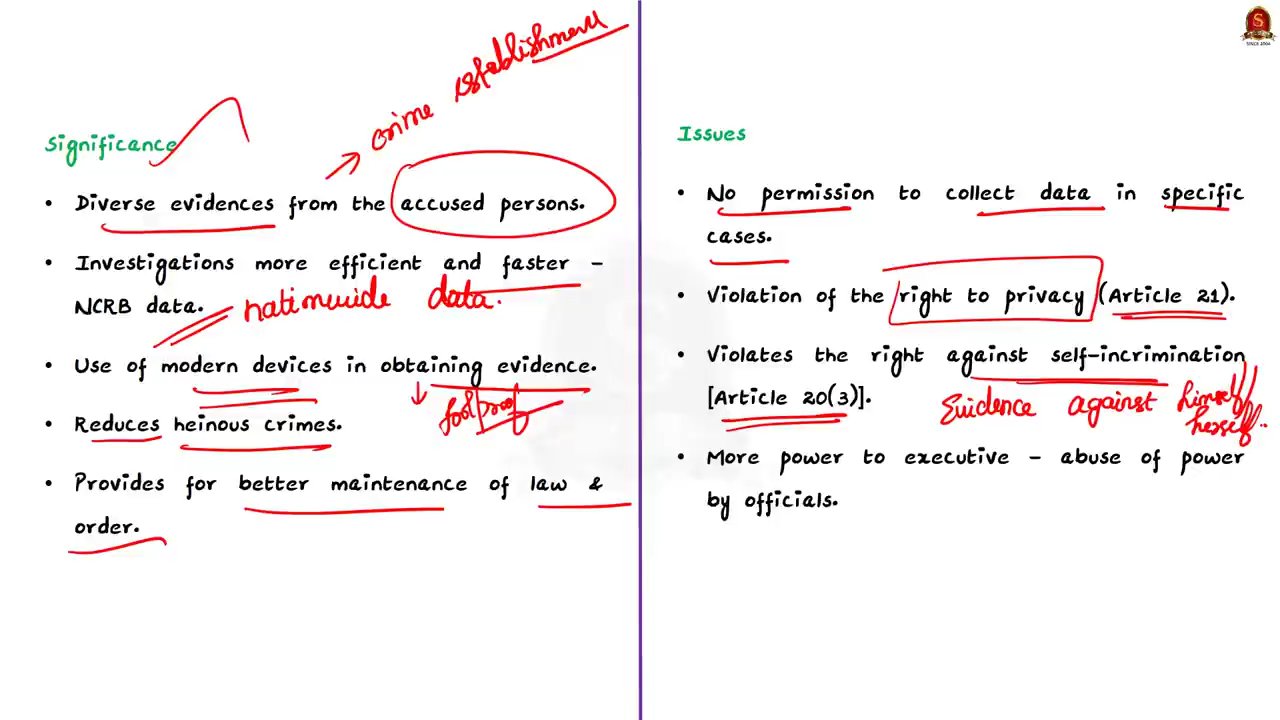 crime establishment
Significance
• Diverse evidences from the accused persons.
• Investigations more efficient and faster –
NCRB data.
nationwide data.
• Use of modern devices in obtaining evidence.
foolproof
• Reduces heinous crimes.
• Provides for better maintenance of law &
order.
Issues
• No permission to collect data in specific
cases.
• Violation of the right to privacy (Article 21).
• Violates the right against self-incrimination
[Article 20(3)].
Evidence against himself/
herself..
• More power to executive – abuse of power
by officials.
S
SINCE 2004